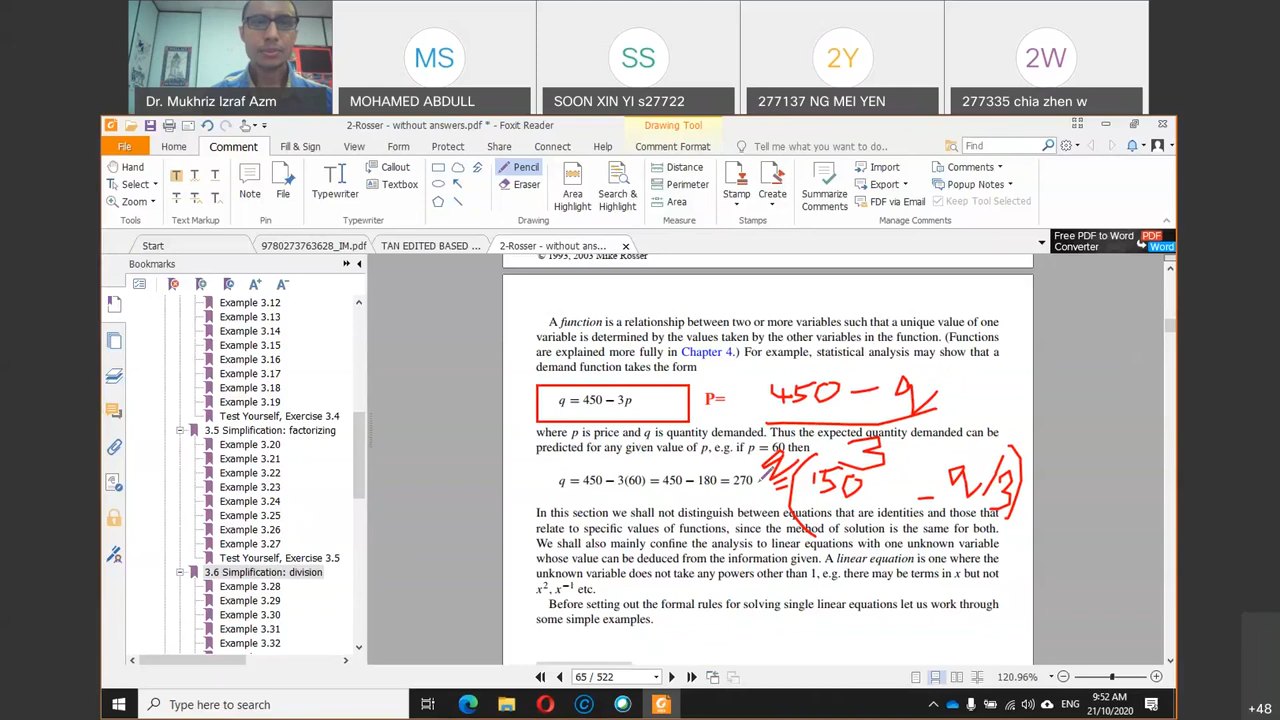 MS
SS
2Y
2W
Dr. Mukhriz Izraf Azm
MOHAMED ABDULL
SOON XIN YI s27722
277137 NG MEI YEN
277335 chia zhen w
2-Rosser - without answers.pdf * - Foxit Reader
Drawing Tool
File
Home
Comment
Fill & Sign
View
Form
Protect
Share
Connect
Help
Comment Format
Tell me what you want to do...
Find
Hand
Select
Zoom
Tools
Text Markup
Note
File
Pin
Typewriter
Callout
Textbox
Typewriter
Pencil
Eraser
Drawing
Area Highlight
Search & Highlight
Distance
Perimeter
Area
Measure
Stamp
Create
Stamps
Summarize Comments
Import
Export
FDF via Email
Comments
Popup Notes
Keep Tool Selected
Manage Comments
Start
9780273763628_IM.pdf
TAN EDITED BASED ...
2-Rosser - without ans...
Free PDF to Word Converter
PDF
Word
Bookmarks
Example 3.12
Example 3.13
Example 3.14
Example 3.15
Example 3.16
Example 3.17
Example 3.18
Example 3.19
Test Yourself, Exercise 3.4
3.5 Simplification: factorizing
Example 3.20
Example 3.21
Example 3.22
Example 3.23
Example 3.24
Example 3.25
Example 3.26
Example 3.27
Test Yourself, Exercise 3.5
3.6 Simplification: division
Example 3.28
Example 3.29
Example 3.30
Example 3.31
Example 3.32
© 1993, 2003 Mike Rosser
A function is a relationship between two or more variables such that a unique value of one
variable is determined by the values taken by the other variables in the function. (Functions
are explained more fully in Chapter 4.) For example, statistical analysis may show that a
demand function takes the form
q = 450 − 3p
P=
450 − q
3
where p is price and q is quantity demanded. Thus the expected quantity demanded can be
predicted for any given value of p, e.g. if p = 60 then
q = 450 − 3(60) = 450 − 180 = 270
(150 − q/3)
In this section we shall not distinguish between equations that are identities and those that
relate to specific values of functions, since the method of solution is the same for both.
We shall also mainly confine the analysis to linear equations with one unknown variable
whose value can be deduced from the information given. A linear equation is one where the
unknown variable does not take any powers other than 1, e.g. there may be terms in x but not
x², x⁻¹ etc.
Before setting out the formal rules for solving single linear equations let us work through
some simple examples.
65 / 522
120.96%
Type here to search
ENG
9:52 AM
21/10/2020
+48